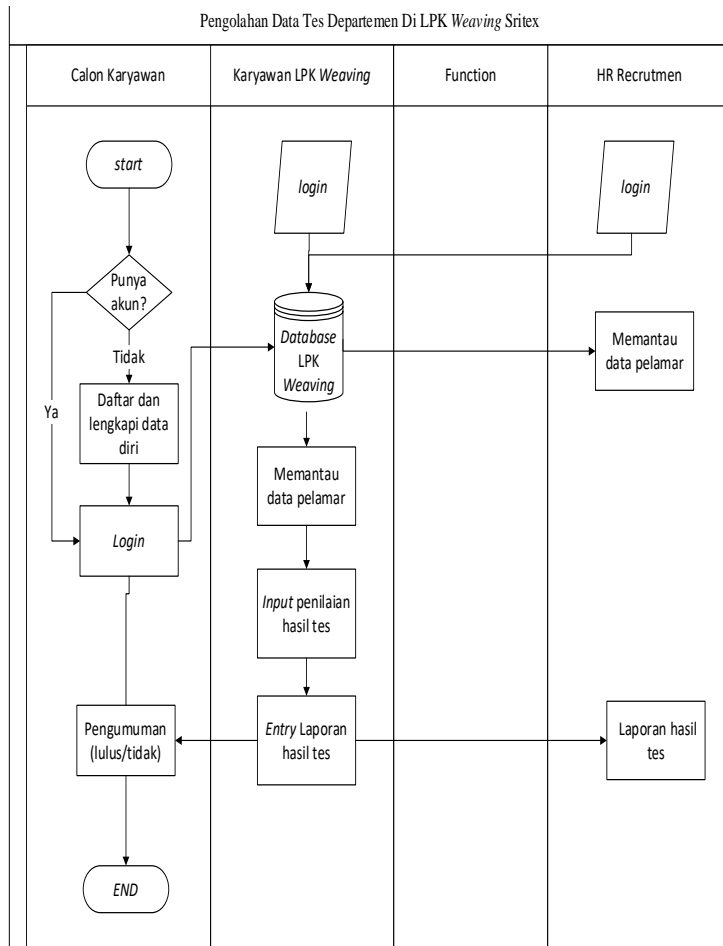 Pengolahan Data Tes Departemen Di LPK Weaving Sritex
Calon Karyawan
Karyawan LPK Weaving
Function
HR Recrutmen
start
login
login
Punya
akun?
Database
LPK
Weaving
Memantau
data pelamar
Tidak
Ya
Daftar dan
lengkapi data
diri
Memantau
data pelamar
Login
Input penilaian
hasil tes
Pengumuman
(lulus/tidak)
Entry Laporan
hasil tes
Laporan hasil
tes
END